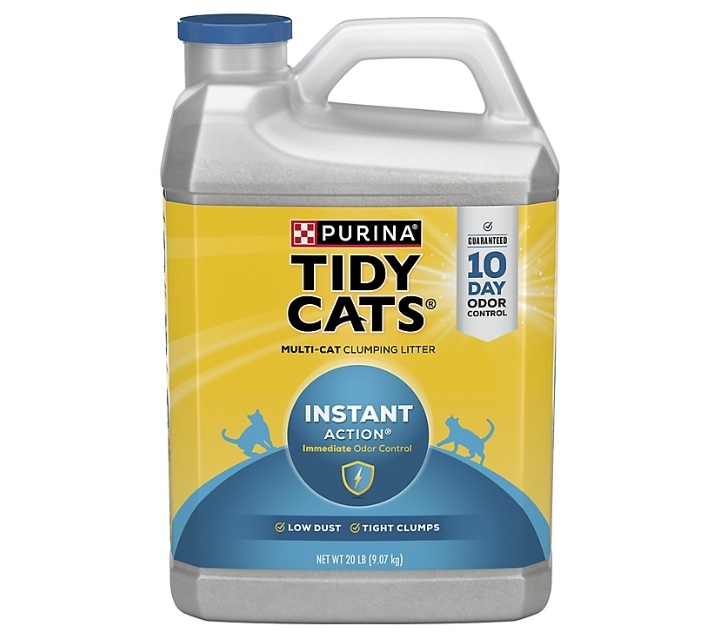 PURINA®
TIDY
CATS®
MULTI-CAT CLUMPING LITTER
GUARANTEED
10
DAY
ODOR
CONTROL
INSTANT
ACTION®
Immediate Odor Control
LOW DUST TIGHT CLUMPS
NET WT 20 LB (9.07 kg)